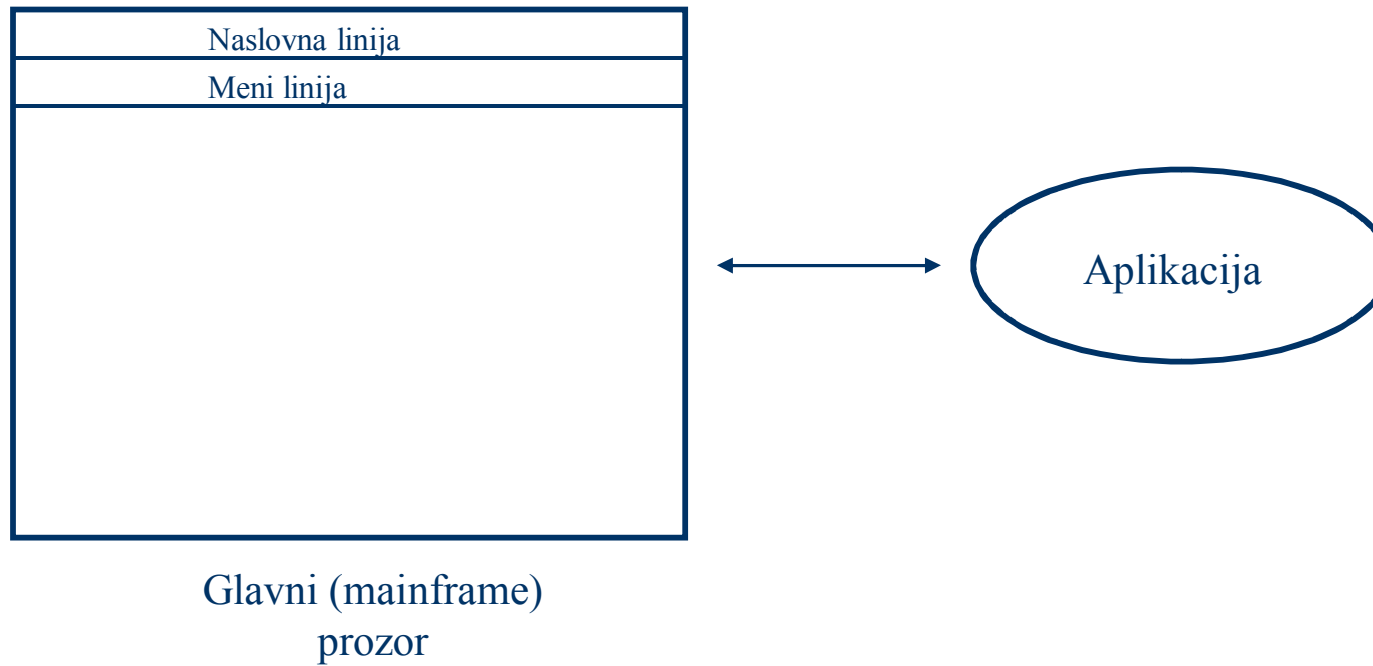 Naslovna linija
Meni linija
Aplikacija
Glavni (mainframe)
prozor